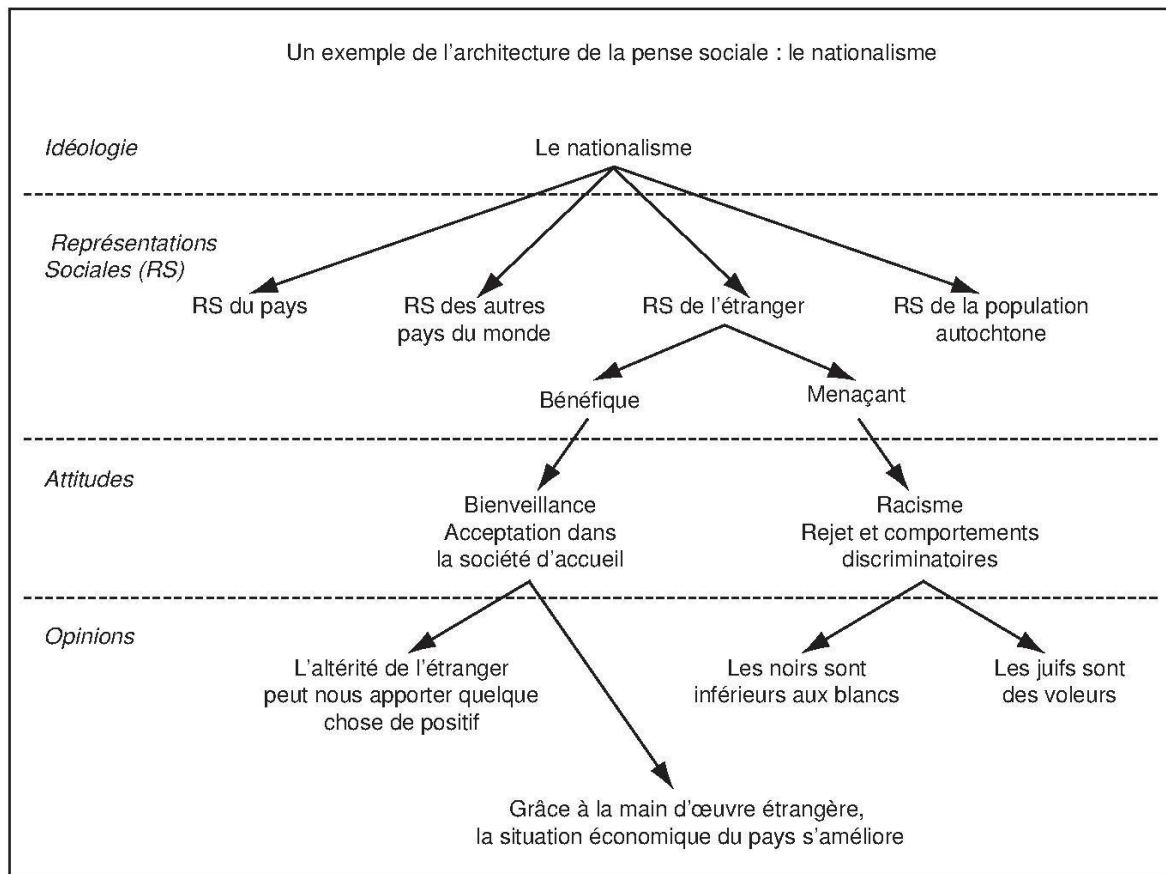 Un exemple de l'architecture de la pense sociale : le nationalisme
Idéologie
Le nationalisme
Représentations
Sociales (RS)
RS du pays
RS des autres
pays du monde
RS de l'étranger
RS de la population
autochtone
Bénéfique
Menaçant
Attitudes
Bienveillance
Acceptation dans
la société d'accueil
Racisme
Rejet et comportements
discriminatoires
Opinions
L'altérité de l'étranger
peut nous apporter quelque
chose de positif
Les noirs sont
inférieurs aux blancs
Les juifs sont
des voleurs
Grâce à la main d'œuvre étrangère,
la situation économique du pays s'améliore